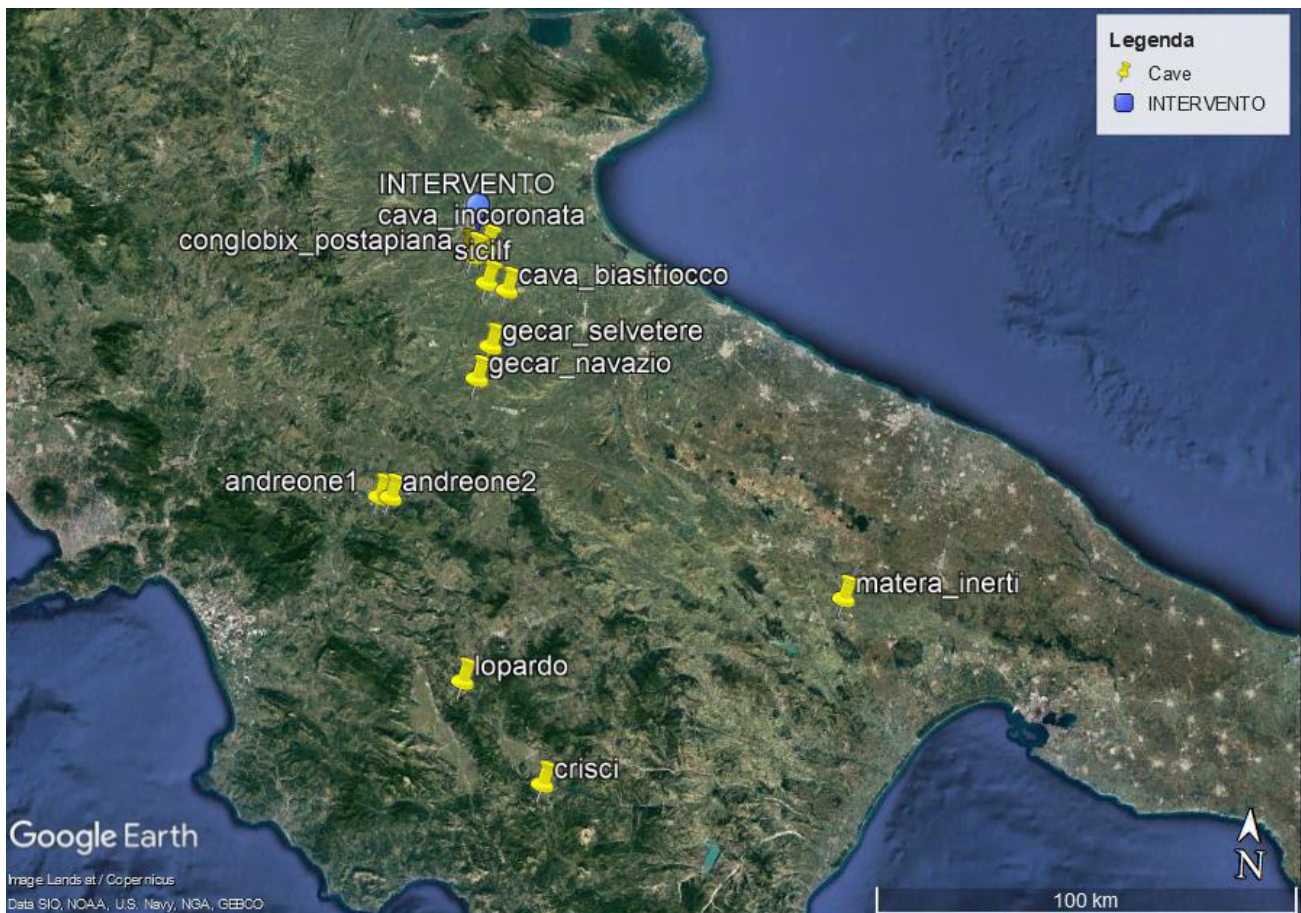 Legenda
Cave
INTERVENTO
INTERVENTO
cava_incoronata
conglobix_postapiana
sicilf
cava_biasifiocco
gecar_selvetere
gecar_navazio
andreone1
andreone2
matera_inerti
lopardo
crisci
Google Earth
Image Landsat / Copernicus
Data SIO, NOAA, U.S. Navy, NGA, GEBCO
N
100 km